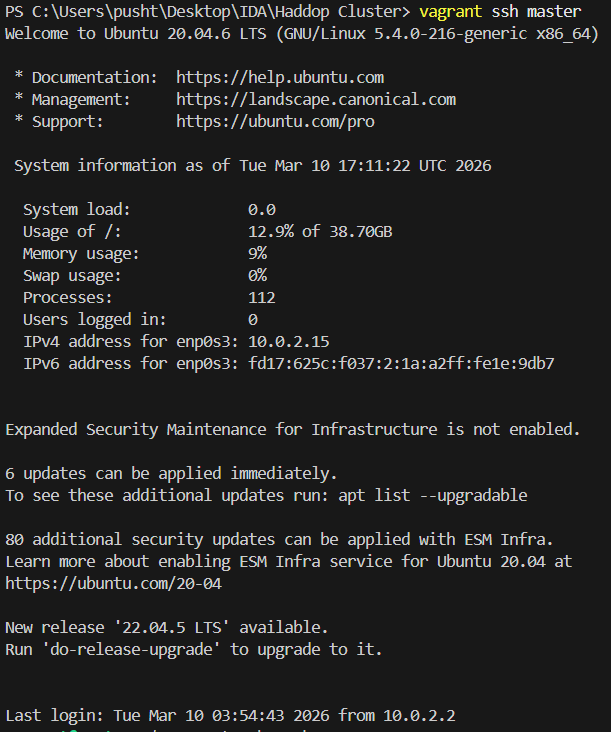 PS C:\Users\pusht\Desktop\IDA\Haddop Cluster> vagrant ssh master
Welcome to Ubuntu 20.04.6 LTS (GNU/Linux 5.4.0-216-generic x86_64)
* Documentation:  https://help.ubuntu.com
* Management:     https://landscape.canonical.com
* Support:        https://ubuntu.com/pro
System information as of Tue Mar 10 17:11:22 UTC 2026
System load:             0.0
Usage of /:              12.9% of 38.70GB
Memory usage:            9%
Swap usage:              0%
Processes:               112
Users logged in:         0
IPv4 address for enp0s3: 10.0.2.15
IPv6 address for enp0s3: fd17:625c:f037:2:1a:a2ff:fe1e:9db7
Expanded Security Maintenance for Infrastructure is not enabled.
6 updates can be applied immediately.
To see these additional updates run: apt list --upgradable
80 additional security updates can be applied with ESM Infra.
Learn more about enabling ESM Infra service for Ubuntu 20.04 at
https://ubuntu.com/20-04
New release '22.04.5 LTS' available.
Run 'do-release-upgrade' to upgrade to it.
Last login: Tue Mar 10 03:54:43 2026 from 10.0.2.2